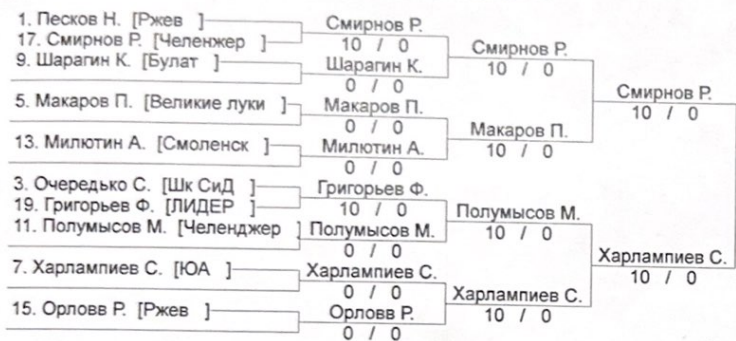 1. Песков Н. [Ржев ]
17. Смирнов Р. [Челенжер ]
9. Шарагин К. [Булат ]
5. Макаров П. [Великие луки ]
13. Милютин А. [Смоленск ]
3. Очередько С. [Шк СиД ]
19. Григорьев Ф. [ЛИДЕР ]
11. Полумысов М. [Челенджер ]
7. Харлампиев С. [ЮА ]
15. Орловв Р. [Ржев ]
Смирнов Р.
10 / 0
Шарагин К.
0 / 0
Макаров П.
0 / 0
Милютин А.
0 / 0
Григорьев Ф.
10 / 0
Полумысов М.
0 / 0
Харлампиев С.
0 / 0
Орловв Р.
0 / 0
Смирнов Р.
10 / 0
Макаров П.
10 / 0
Полумысов М.
10 / 0
Харлампиев С.
10 / 0
Смирнов Р.
10 / 0
Харлампиев С.
10 / 0